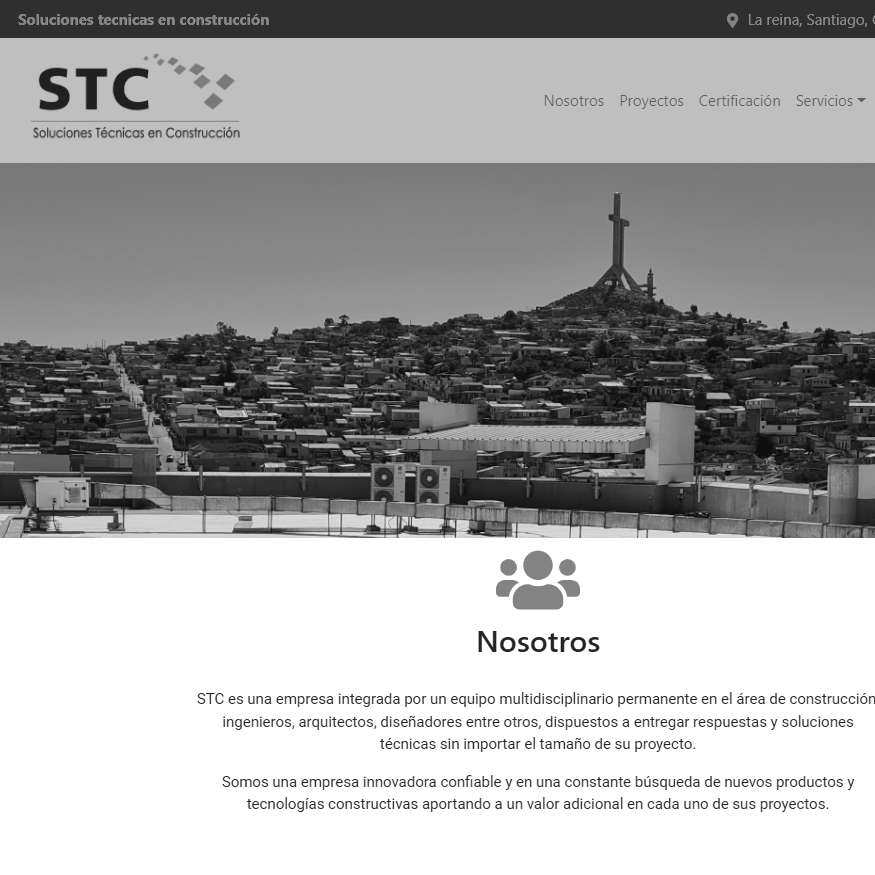 Soluciones tecnicas en construcción
La reina, Santiago,
STC
Soluciones Técnicas en Construcción
Nosotros Proyectos Certificación Servicios
Nosotros
STC es una empresa integrada por un equipo multidisciplinario permanente en el área de construcción
ingenieros, arquitectos, diseñadores entre otros, dispuestos a entregar respuestas y soluciones
técnicas sin importar el tamaño de su proyecto.
Somos una empresa innovadora confiable y en una constante búsqueda de nuevos productos y
tecnologías constructivas aportando a un valor adicional en cada uno de sus proyectos.